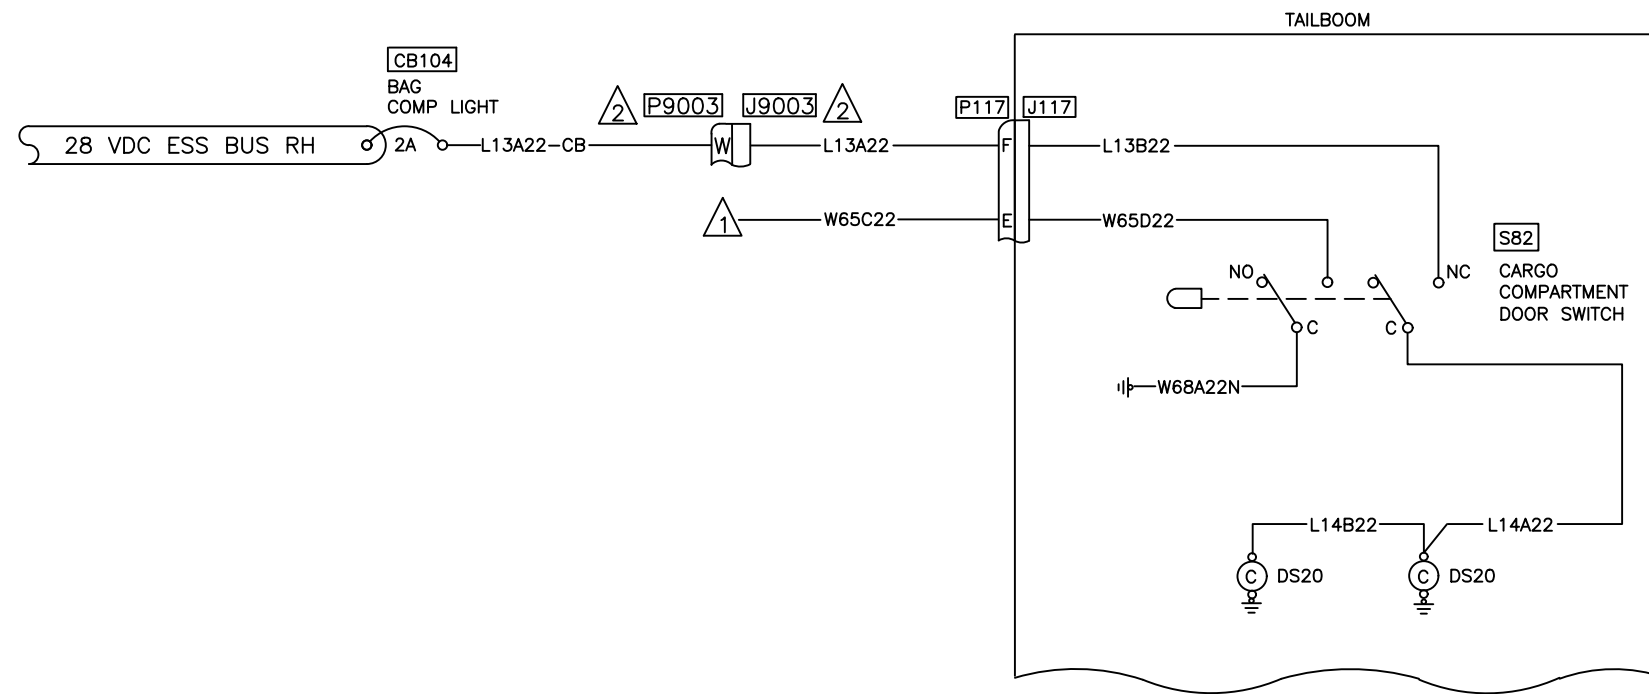 TAILBOOM
CB104
BAG
COMP LIGHT
2
P9003
J9003
2
P117
J117
28 VDC ESS BUS RH
2A
L13A22-CB
W
L13A22
F
L13B22
1
W65C22
E
W65D22
S82
CARGO
COMPARTMENT
DOOR SWITCH
NO
NC
C
C
W68A22N
L14B22
L14A22
C
DS20
C
DS20